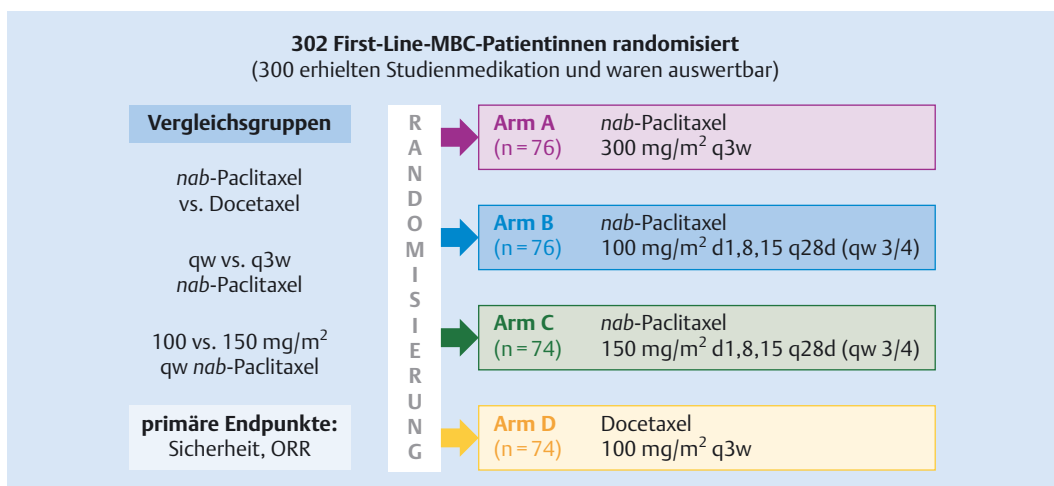 302 First-Line-MBC-Patientinnen randomisiert
(300 erhielten Studienmedikation und waren auswertbar)
Vergleichsgruppen
nab-Paclitaxel
vs. Docetaxel
qw vs. q3w
nab-Paclitaxel
100 vs. 150 mg/m²
qw nab-Paclitaxel
primäre Endpunkte:
Sicherheit, ORR
RANDOMISIERUNG
Arm A nab-Paclitaxel
(n = 76) 300 mg/m² q3w
Arm B nab-Paclitaxel
(n = 76) 100 mg/m² d1,8,15 q28d (qw 3/4)
Arm C nab-Paclitaxel
(n = 74) 150 mg/m² d1,8,15 q28d (qw 3/4)
Arm D Docetaxel
(n = 74) 100 mg/m² q3w